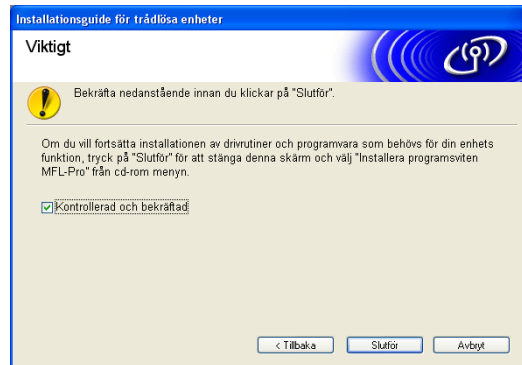 Installationsguide för trådlösa enheter
Viktigt
Bekräfta nedanstående innan du klickar på "Slutför".
Om du vill fortsätta installationen av drivrutiner och programvara som behövs för din enhets
funktion, tryck på "Slutför" för att stänga denna skärm och välj "Installera programsviten
MFL-Pro" från cd-rom menyn.
Kontrollerad och bekräftad
< Tillbaka
Slutför
Avbryt